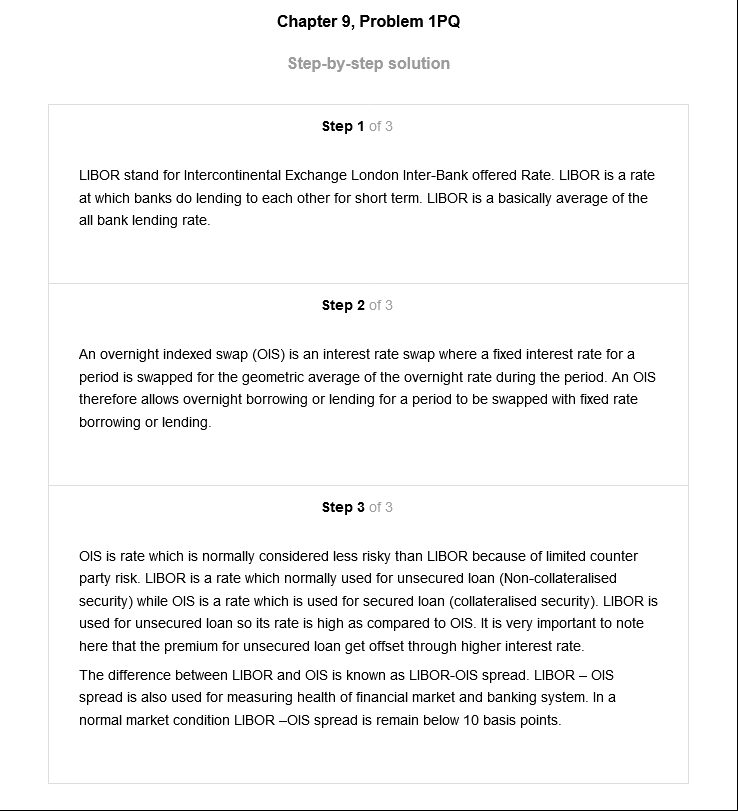 Chapter 9, Problem 1PQ
Step-by-step solution
Step 1 of 3
LIBOR stand for Intercontinental Exchange London Inter-Bank offered Rate. LIBOR is a rate
at which banks do lending to each other for short term. LIBOR is a basically average of the
all bank lending rate.
Step 2 of 3
An overnight indexed swap (OIS) is an interest rate swap where a fixed interest rate for a
period is swapped for the geometric average of the overnight rate during the period. An OIS
therefore allows overnight borrowing or lending for a period to be swapped with fixed rate
borrowing or lending.
Step 3 of 3
OIS is rate which is normally considered less risky than LIBOR because of limited counter
party risk. LIBOR is a rate which normally used for unsecured loan (Non-collateralised
security) while OIS is a rate which is used for secured loan (collateralised security). LIBOR is
used for unsecured loan so its rate is high as compared to OIS. It is very important to note
here that the premium for unsecured loan get offset through higher interest rate.
The difference between LIBOR and OIS is known as LIBOR-OIS spread. LIBOR – OIS
spread is also used for measuring health of financial market and banking system. In a
normal market condition LIBOR –OIS spread is remain below 10 basis points.